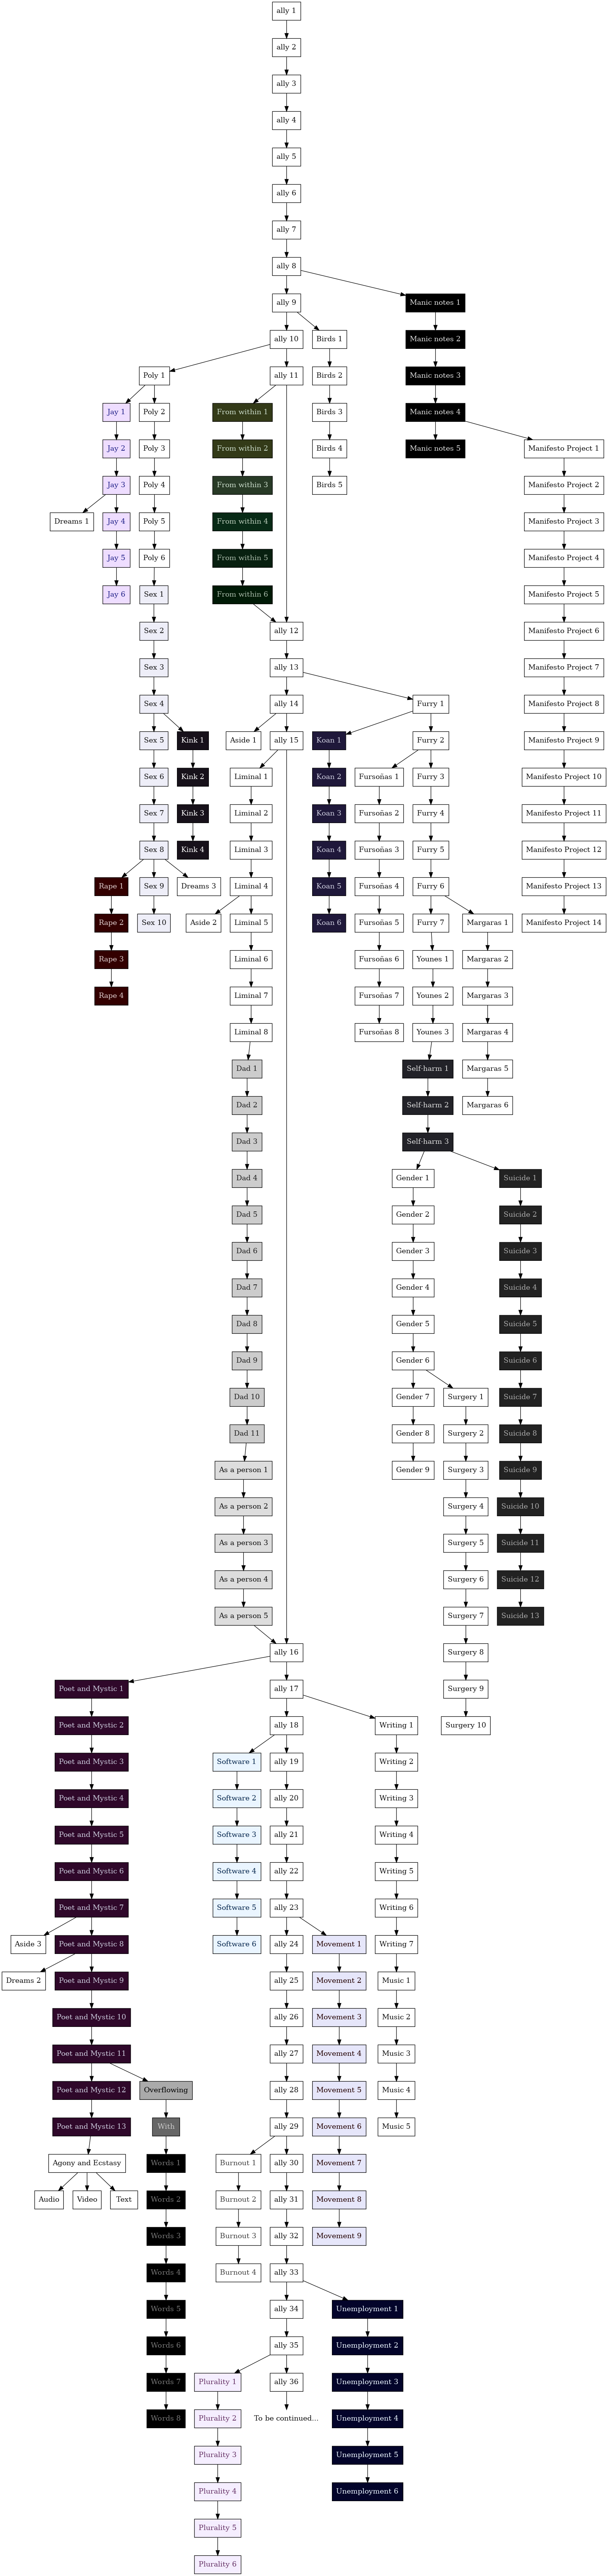 ally 1
ally 2
ally 3
ally 4
ally 5
ally 6
ally 7
ally 8
ally 9 Manic notes 1
ally 10 Birds 1 Manic notes 2
Poly 1 ally 11 Birds 2 Manic notes 3
Jay 1 Poly 2 From within 1 Birds 3 Manic notes 4
Jay 2 Poly 3 From within 2 Birds 4 Manic notes 5 Manifesto Project 1
Jay 3 Poly 4 From within 3 Birds 5 Manifesto Project 2
Dreams 1 Jay 4 Poly 5 From within 4 Manifesto Project 3
Jay 5 Poly 6 From within 5 Manifesto Project 4
Jay 6 Sex 1 From within 6 Manifesto Project 5
Sex 2 ally 12 Manifesto Project 6
Sex 3 ally 13 Manifesto Project 7
Sex 4 ally 14 Furry 1 Manifesto Project 8
Sex 5 Kink 1 Aside 1 ally 15 Koan 1 Furry 2 Manifesto Project 9
Sex 6 Kink 2 Liminal 1 Koan 2 Fursoñas 1 Furry 3 Manifesto Project 10
Sex 7 Kink 3 Liminal 2 Koan 3 Fursoñas 2 Furry 4 Manifesto Project 11
Sex 8 Kink 4 Liminal 3 Koan 4 Fursoñas 3 Furry 5 Manifesto Project 12
Rape 1 Sex 9 Dreams 3 Liminal 4 Koan 5 Fursoñas 4 Furry 6 Manifesto Project 13
Rape 2 Sex 10 Aside 2 Liminal 5 Koan 6 Fursoñas 5 Furry 7 Margaras 1 Manifesto Project 14
Rape 3 Liminal 6 Fursoñas 6 Younes 1 Margaras 2
Rape 4 Liminal 7 Fursoñas 7 Younes 2 Margaras 3
Liminal 8 Fursoñas 8 Younes 3 Margaras 4
Dad 1 Self-harm 1 Margaras 5
Dad 2 Self-harm 2 Margaras 6
Dad 3 Self-harm 3
Dad 4 Gender 1 Suicide 1
Dad 5 Gender 2 Suicide 2
Dad 6 Gender 3 Suicide 3
Dad 7 Gender 4 Suicide 4
Dad 8 Gender 5 Suicide 5
Dad 9 Gender 6 Suicide 6
Dad 10 Gender 7 Surgery 1 Suicide 7
Dad 11 Gender 8 Surgery 2 Suicide 8
As a person 1 Gender 9 Surgery 3 Suicide 9
As a person 2 Surgery 4 Suicide 10
As a person 3 Surgery 5 Suicide 11
As a person 4 Surgery 6 Suicide 12
As a person 5 Surgery 7 Suicide 13
ally 16 Surgery 8
Poet and Mystic 1 ally 17 Surgery 9
Poet and Mystic 2 ally 18 Writing 1 Surgery 10
Poet and Mystic 3 Software 1 ally 19 Writing 2
Poet and Mystic 4 Software 2 ally 20 Writing 3
Poet and Mystic 5 Software 3 ally 21 Writing 4
Poet and Mystic 6 Software 4 ally 22 Writing 5
Poet and Mystic 7 Software 5 ally 23 Writing 6
Aside 3 Poet and Mystic 8 Software 6 ally 24 Movement 1 Writing 7
Dreams 2 Poet and Mystic 9 ally 25 Movement 2 Music 1
Poet and Mystic 10 ally 26 Movement 3 Music 2
Poet and Mystic 11 ally 27 Movement 4 Music 3
Poet and Mystic 12 Overflowing ally 28 Movement 5 Music 4
Poet and Mystic 13 With ally 29 Movement 6 Music 5
Agony and Ecstasy Words 1 Burnout 1 ally 30 Movement 7
Audio Video Text Words 2 Burnout 2 ally 31 Movement 8
Words 3 Burnout 3 ally 32 Movement 9
Words 4 Burnout 4 ally 33
Words 5 ally 34 Unemployment 1
Words 6 ally 35 Unemployment 2
Words 7 Plurality 1 ally 36 Unemployment 3
Words 8 Plurality 2 To be continued... Unemployment 4
Plurality 3 Unemployment 5
Plurality 4 Unemployment 6
Plurality 5
Plurality 6